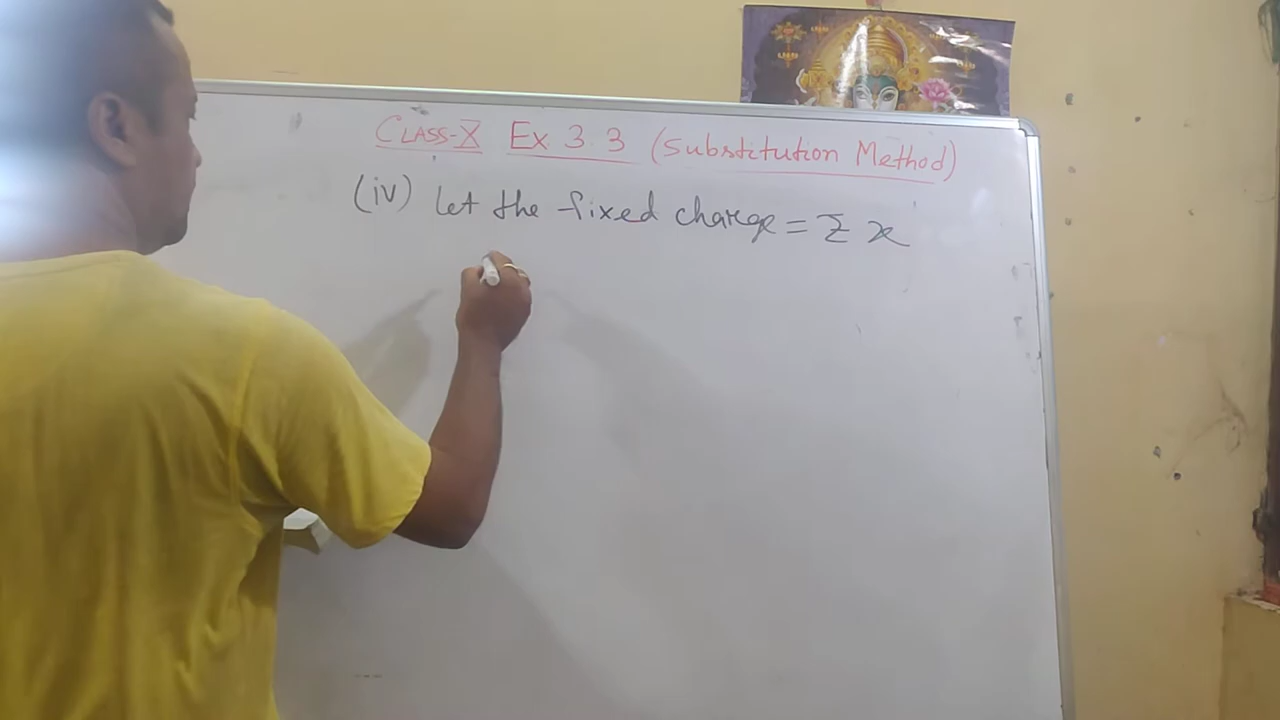 CLASS-X Ex. 3.3 (Substitution Method)
(iv) Let the fixed charge = ₹ x